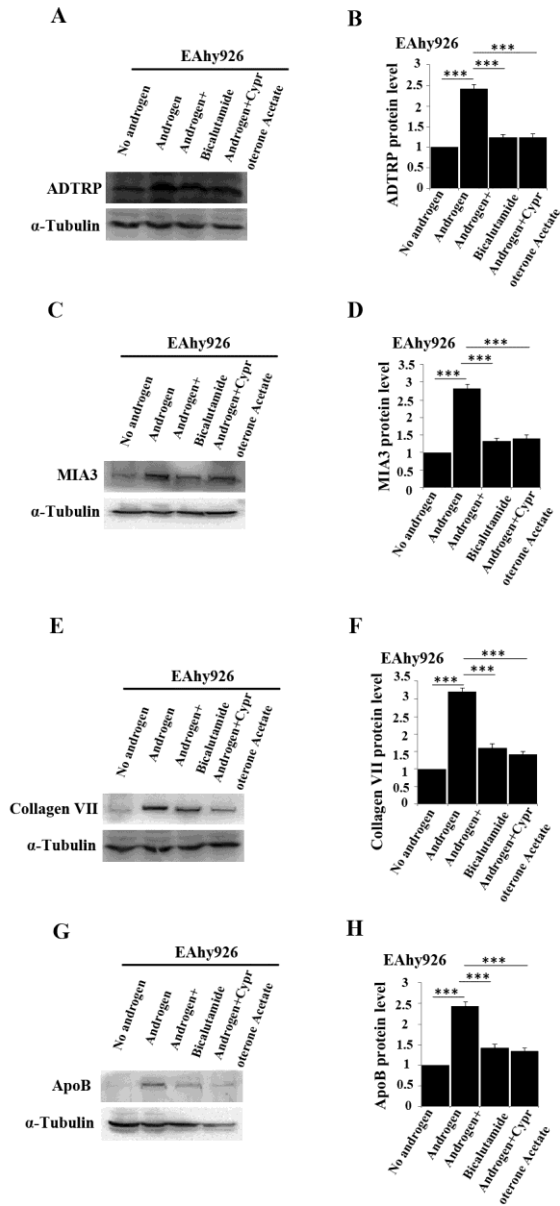 A
EAhy926
No androgen
Androgen
Androgen+
Bicalutamide
Androgen+Cypr
oterone Acetate
ADTRP
α-Tubulin
B
EAhy926
***
***
***
3
2.5
2
1.5
1
0.5
0
ADTRP protein level
No androgen
Androgen
Androgen+
Bicalutamide
Androgen+Cypr
oterone Acetate
C
EAhy926
No androgen
Androgen
Androgen+
Bicalutamide
Androgen+Cypr
oterone Acetate
MIA3
α-Tubulin
D
EAhy926
***
***
***
3.5
3
2.5
2
1.5
1
0.5
MIA3 protein level
No androgen
Androgen
Androgen+
Bicalutamide
Androgen+Cypr
oterone Acetate
E
EAhy926
No androgen
Androgen
Androgen+
Bicalutamide
Androgen+Cypr
oterone Acetate
Collagen VII
α-Tubulin
F
EAhy926
***
***
***
3.5
3
2.5
2
1.5
1
0.5
0
Collagen VII protein level
No androgen
Androgen
Androgen+
Bicalutamide
Androgen+Cypr
oterone Acetate
G
EAhy926
No androgen
Androgen
Androgen+
Bicalutamide
Androgen+Cypr
oterone Acetate
ApoB
α-Tubulin
H
EAhy926
***
***
***
3
2.5
2
1.5
1
0.5
0
ApoB protein level
No androgen
Androgen
Androgen+
Bicalutamide
Androgen+Cypr
oterone Acetate